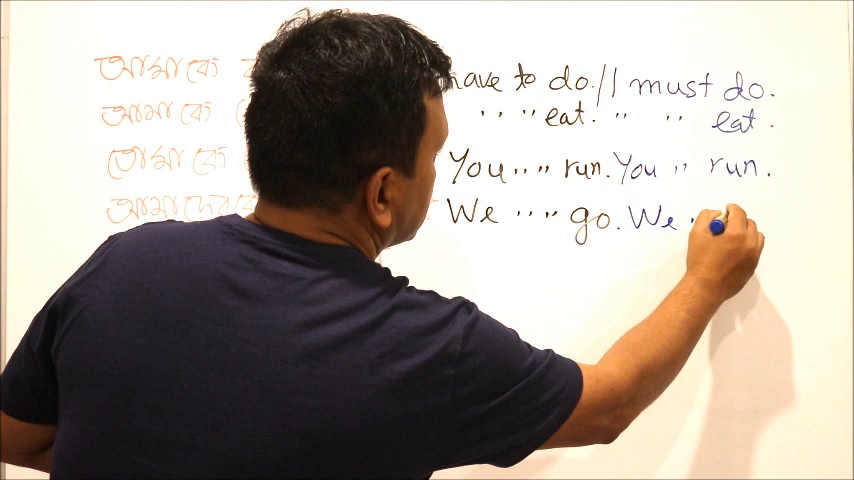 আমাকে have to do./I must do.
আমাকে " " eat. " " eat.
তোমাকে You " " run. You " run.
আমাদেরকে We " " go. We "